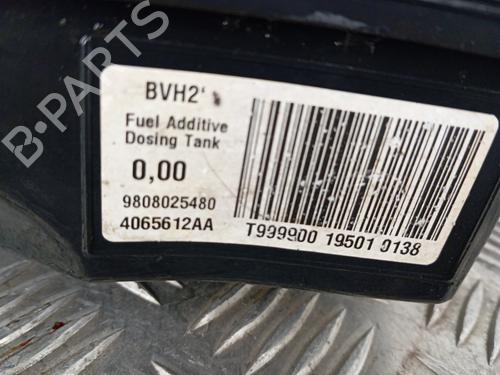 B-PARTS
BVH2'
Fuel Additive
Dosing Tank
0,00
9808025480
4065612AA
T999900 19501 0138